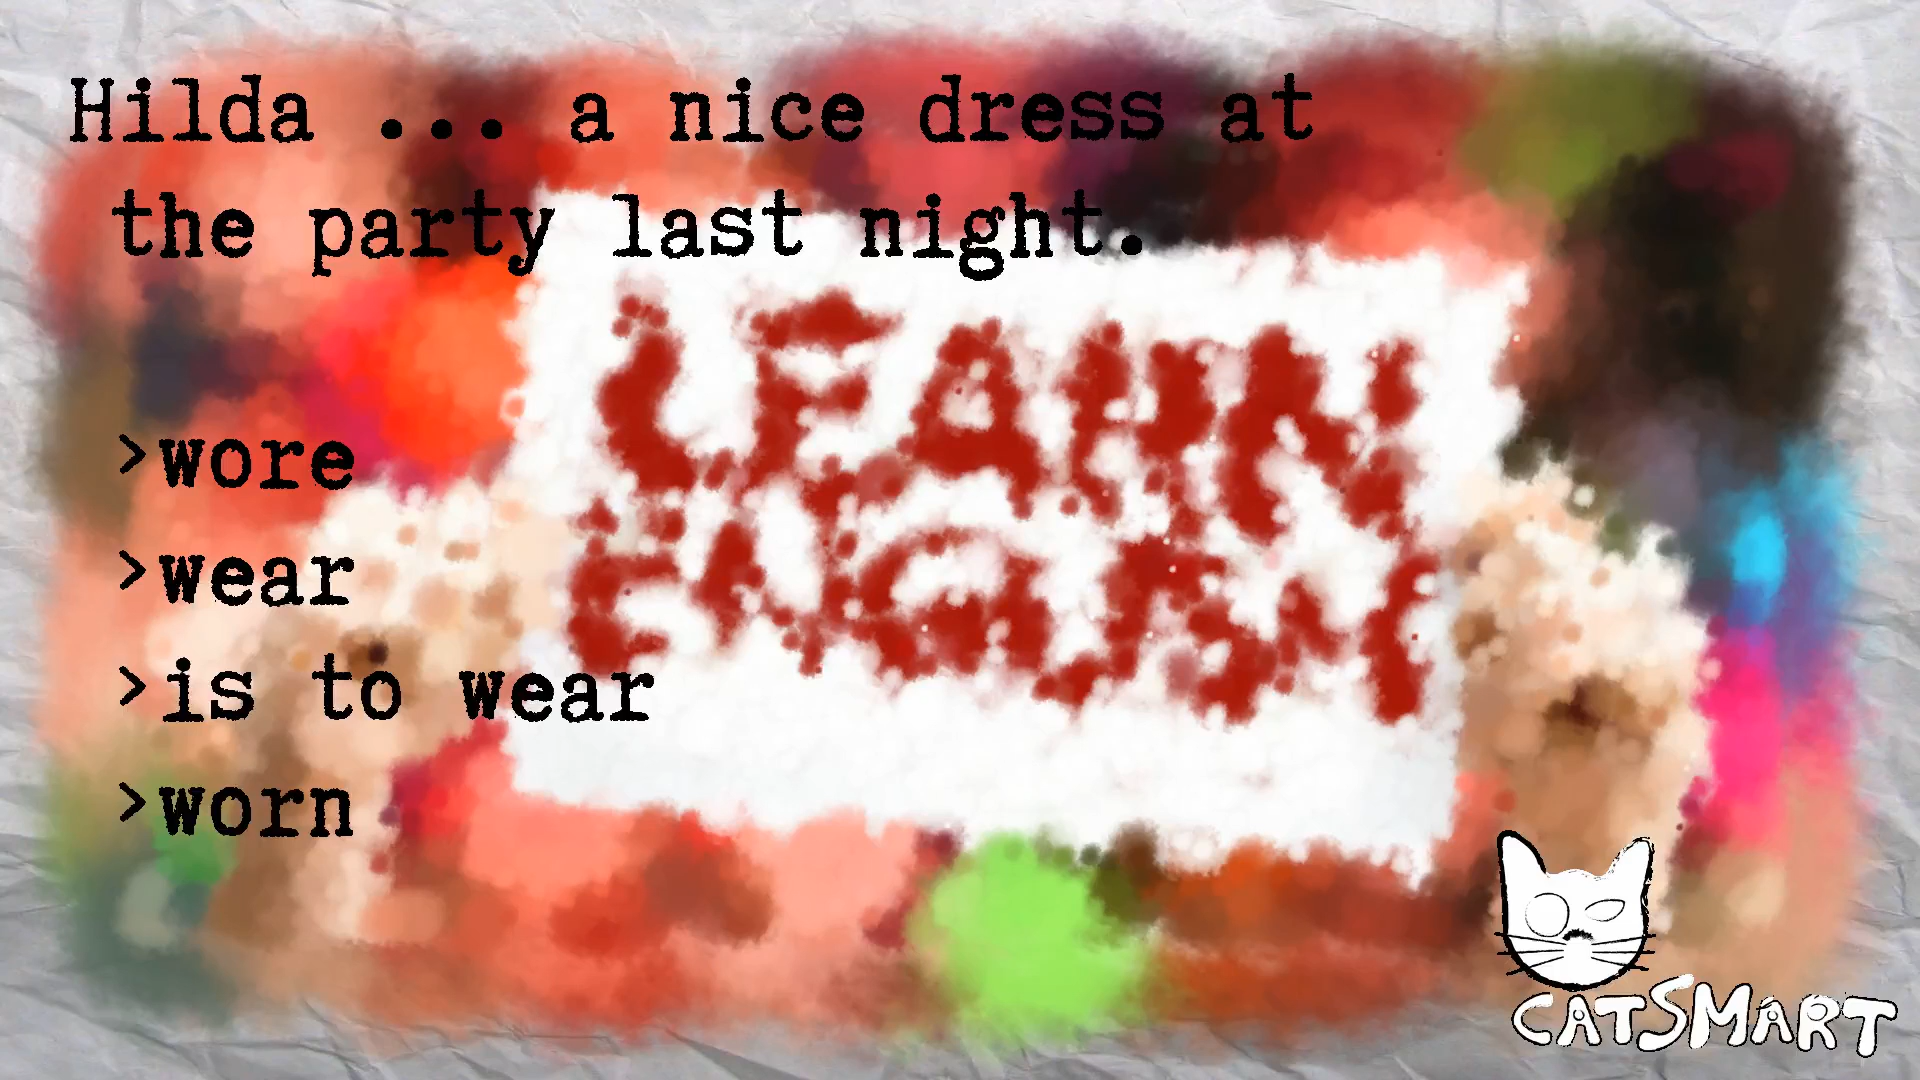 Hilda ... a nice dress at
the party last night.
LEARN
ENGLISH
>wore
>wear
>is to wear
>worn
CATSMART